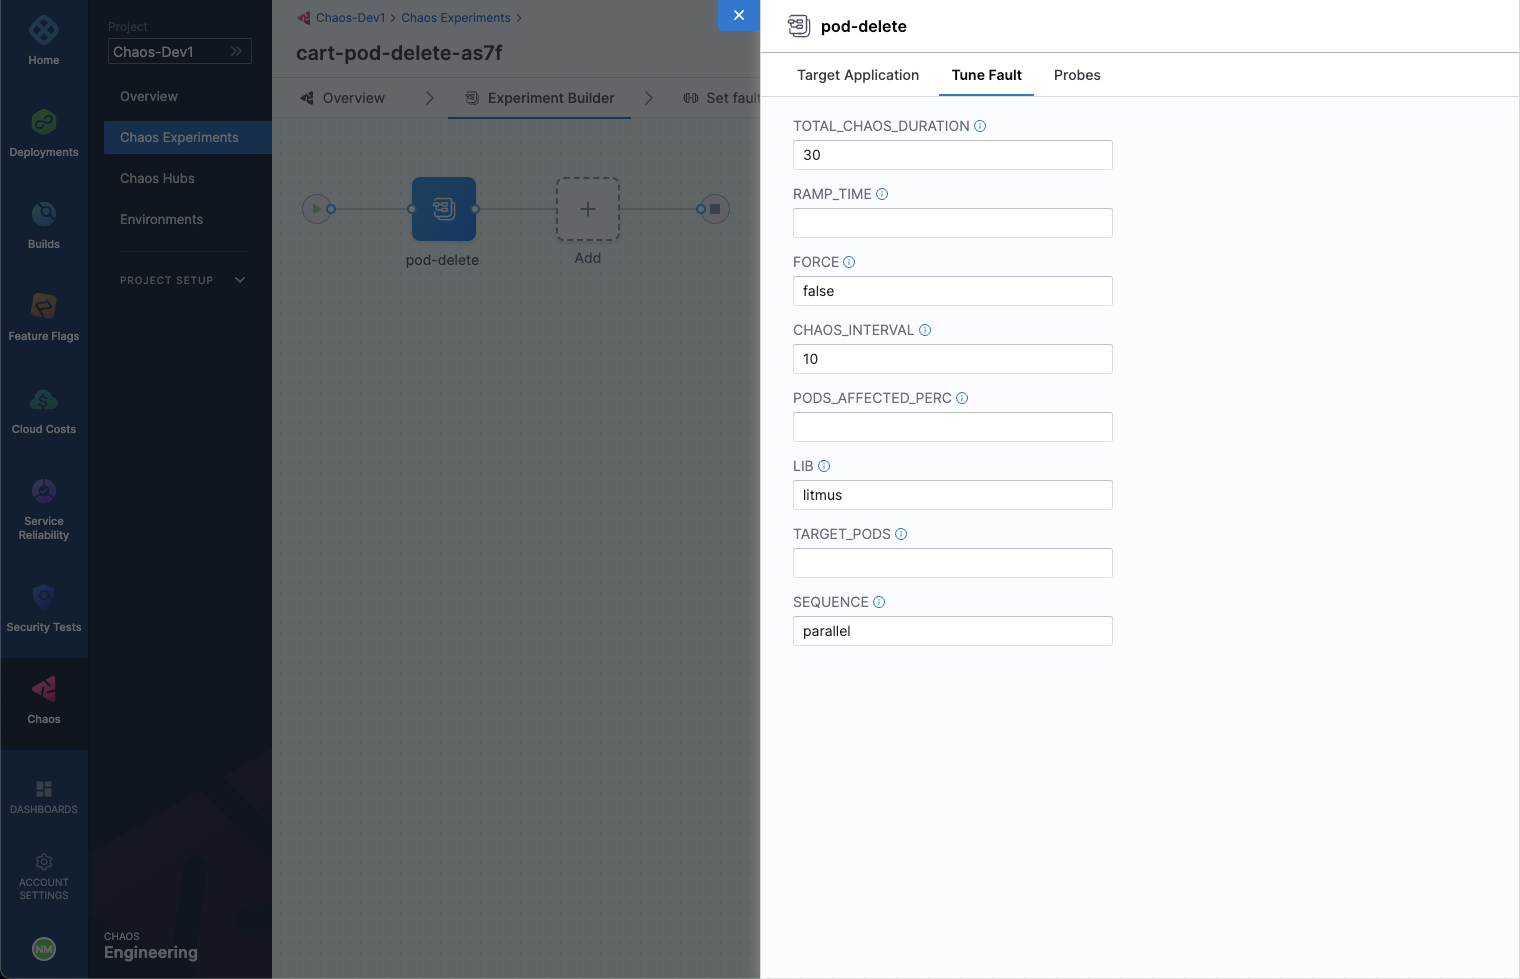 Home
Deployments
Builds
Feature Flags
Cloud Costs
Service
Reliability
Security Tests
Chaos
DASHBOARDS
ACCOUNT
SETTINGS
NM
Project
Chaos-Dev1
Overview
Chaos Experiments
Chaos Hubs
Environments
PROJECT SETUP
CHAOS
Engineering
Chaos-Dev1 > Chaos Experiments >
cart-pod-delete-as7f
Overview
Experiment Builder
Set fault
pod-delete
Add
pod-delete
Target Application
Tune Fault
Probes
TOTAL_CHAOS_DURATION
30
RAMP_TIME
FORCE
false
CHAOS_INTERVAL
10
PODS_AFFECTED_PERC
LIB
litmus
TARGET_PODS
SEQUENCE
parallel